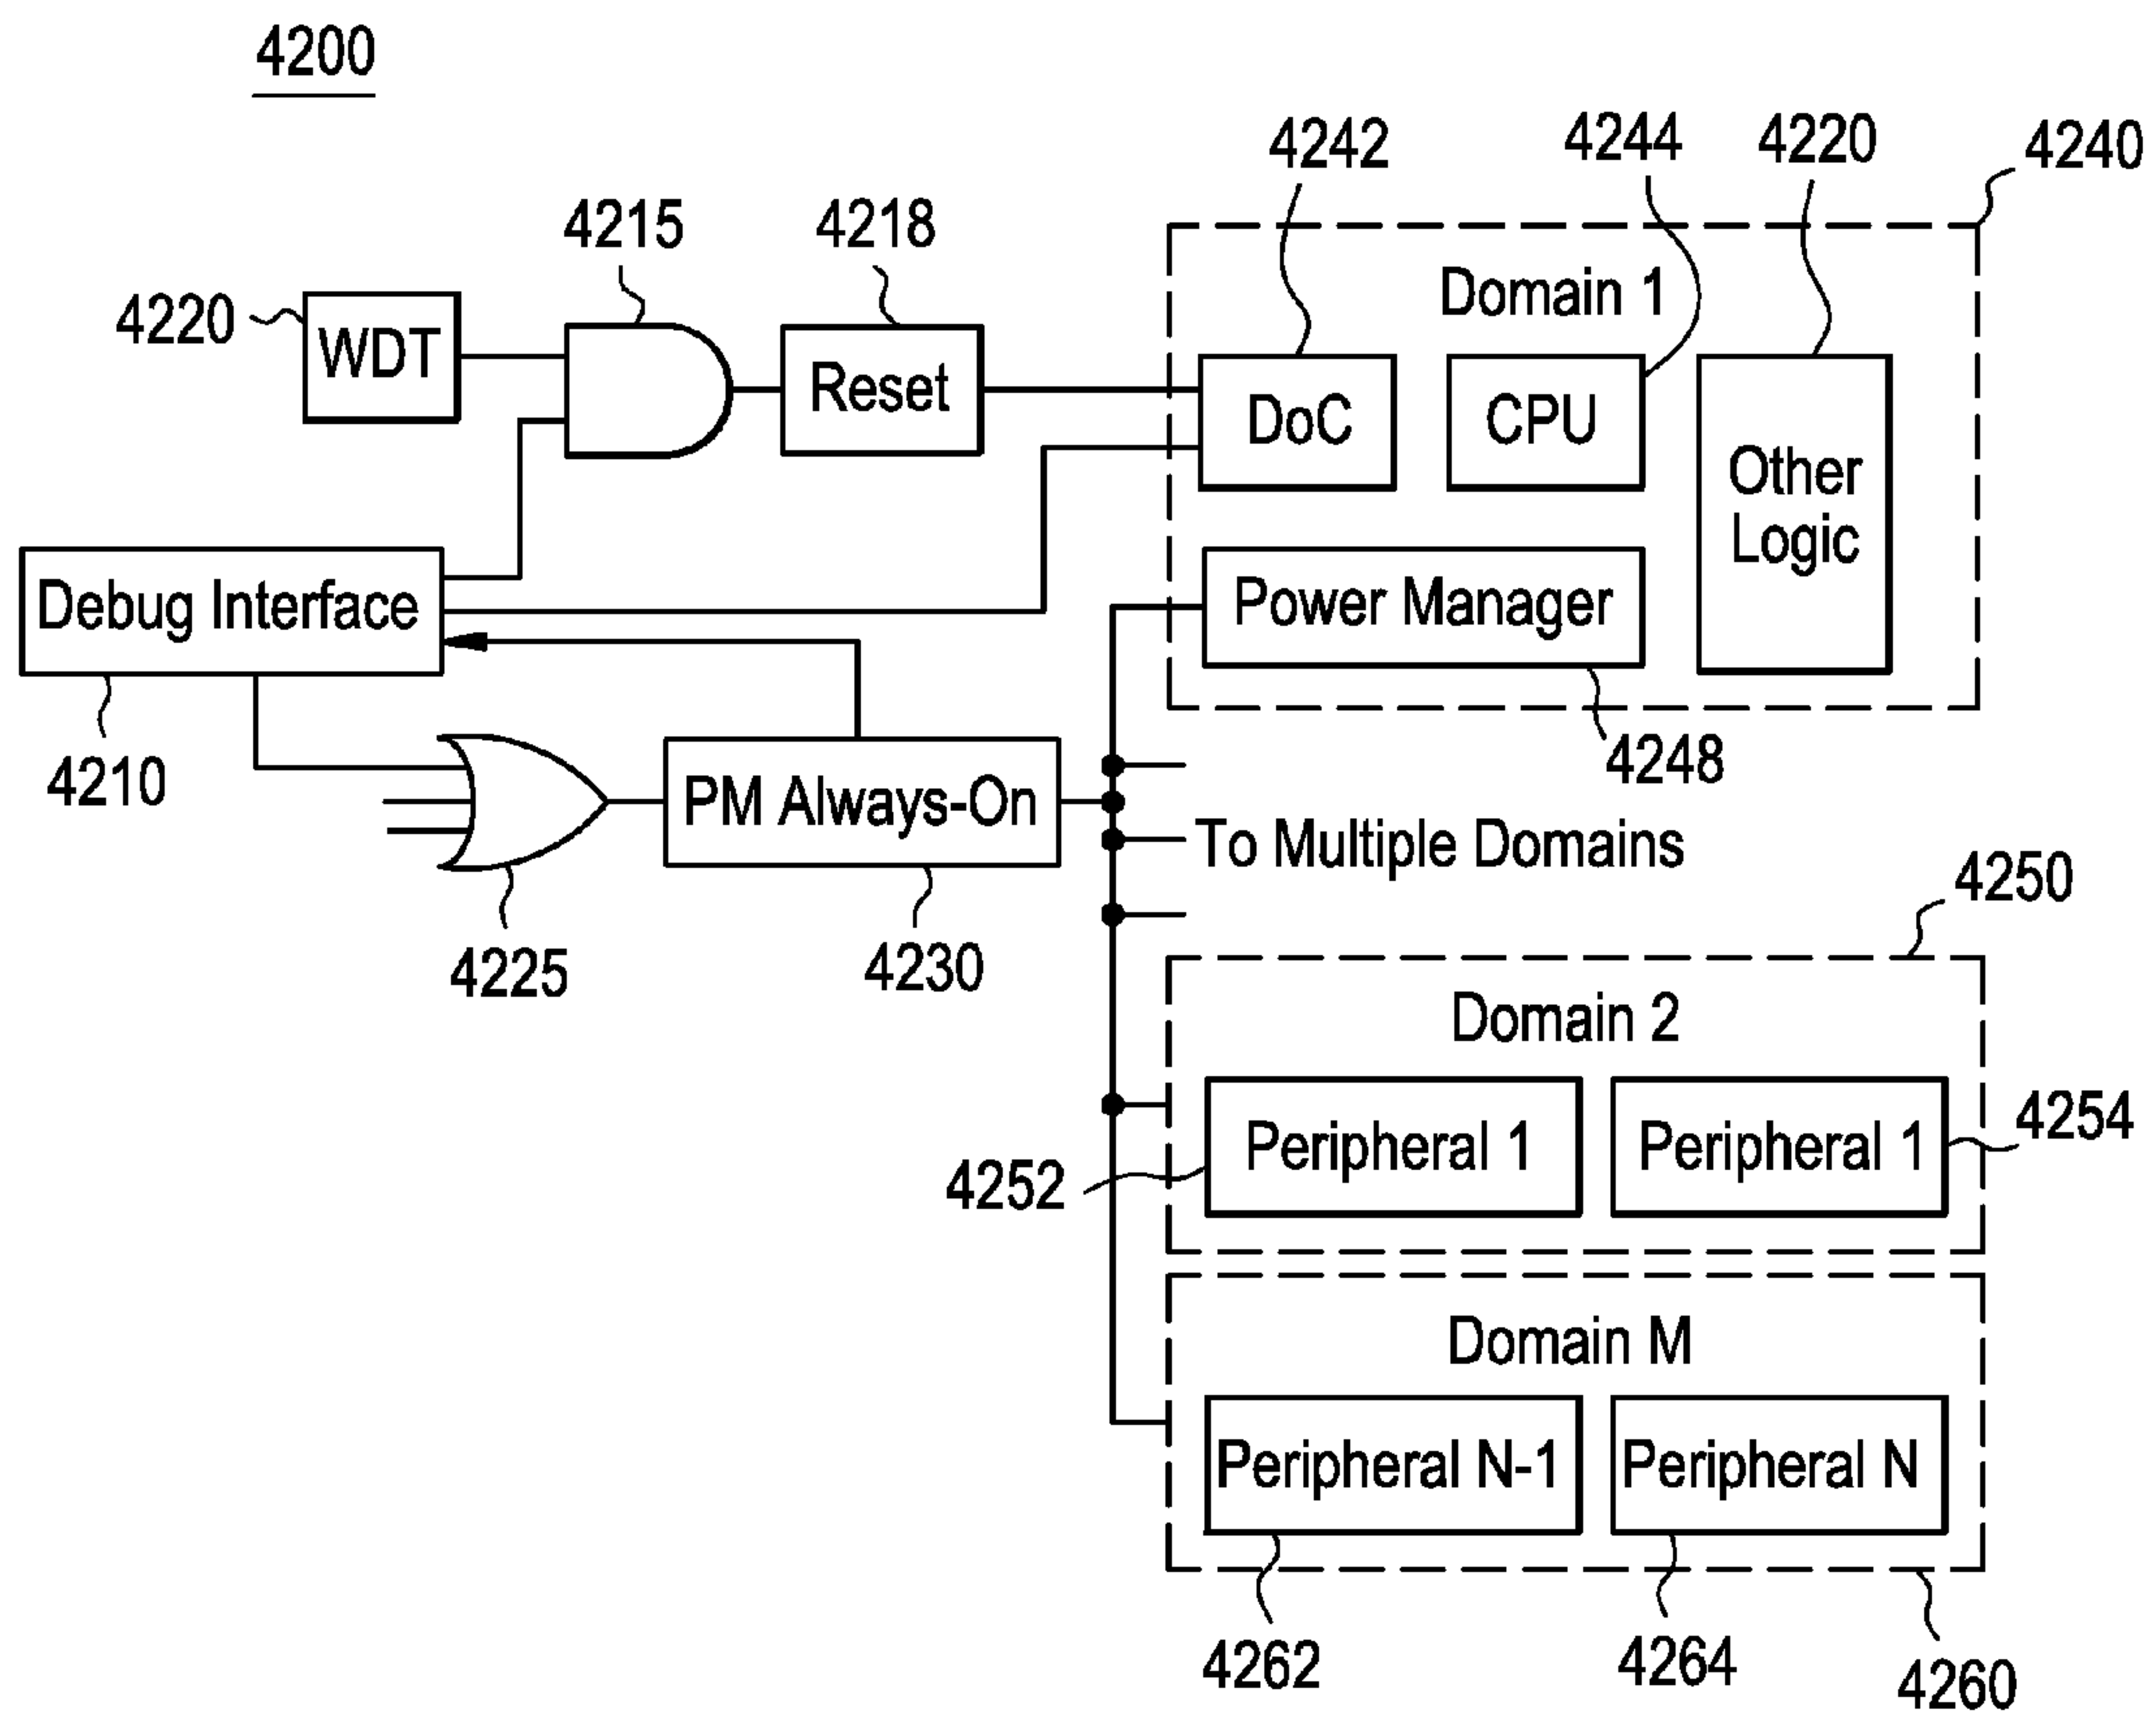 4200
4242
4244
4220
4240
4215
4218
4220
WDT
Reset
Domain 1
DoC
CPU
Other
Logic
Debug Interface
Power Manager
4210
4248
PM Always-On
To Multiple Domains
4225
4230
4250
Domain 2
Peripheral 1
Peripheral 1
4252
4254
Domain M
Peripheral N-1
Peripheral N
4262
4264
4260